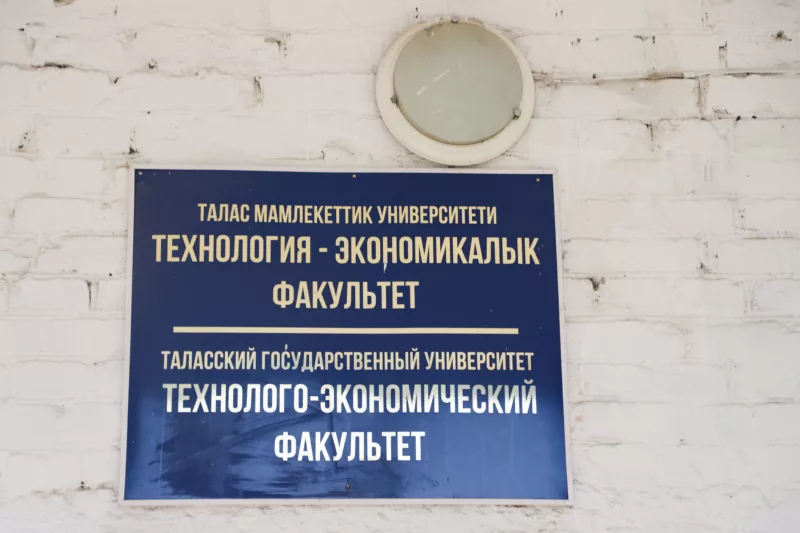 ТАЛАС МАМЛЕКЕТТИК УНИВЕРСИТЕТИ
ТЕХНОЛОГИЯ - ЭКОНОМИКАЛЫК
ФАКУЛЬТЕТ
ТАЛАССКИЙ ГОСУДАРСТВЕННЫЙ УНИВЕРСИТЕТ
ТЕХНОЛОГО-ЭКОНОМИЧЕСКИЙ
ФАКУЛЬТЕТ